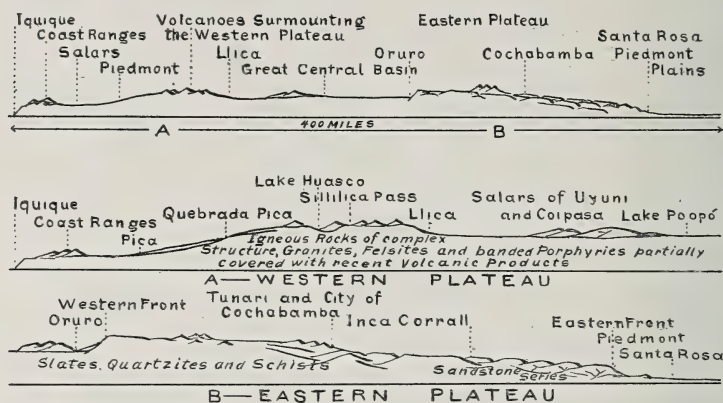 Iquique
Coast Ranges
Salars
Piedmont
Volcanoes Surmounting
the Western Plateau
Llica
Great Central Basin
Oruro
Eastern Plateau
Cochabamba
Santa Rosa
Piedmont
Plains
A
400 MILES
B
Iquique
Coast Ranges
Pica
Quebrada Pica
Lake Huasco
Sillilica Pass
Llica
Salars of Uyuni
and Coipasa
Lake Poopó
Igneous Rocks of complex
Structure, Granites, Felsites and banded Porphyries partially
covered with recent Volcanic Products
A—WESTERN PLATEAU
Western Front
Oruro
Tunari and City of
Cochabamba
Inca Corrall
Eastern Front
Piedmont
Santa Rosa
Slates, Quartzites and Schists
Sandstone
series
B—EASTERN PLATEAU